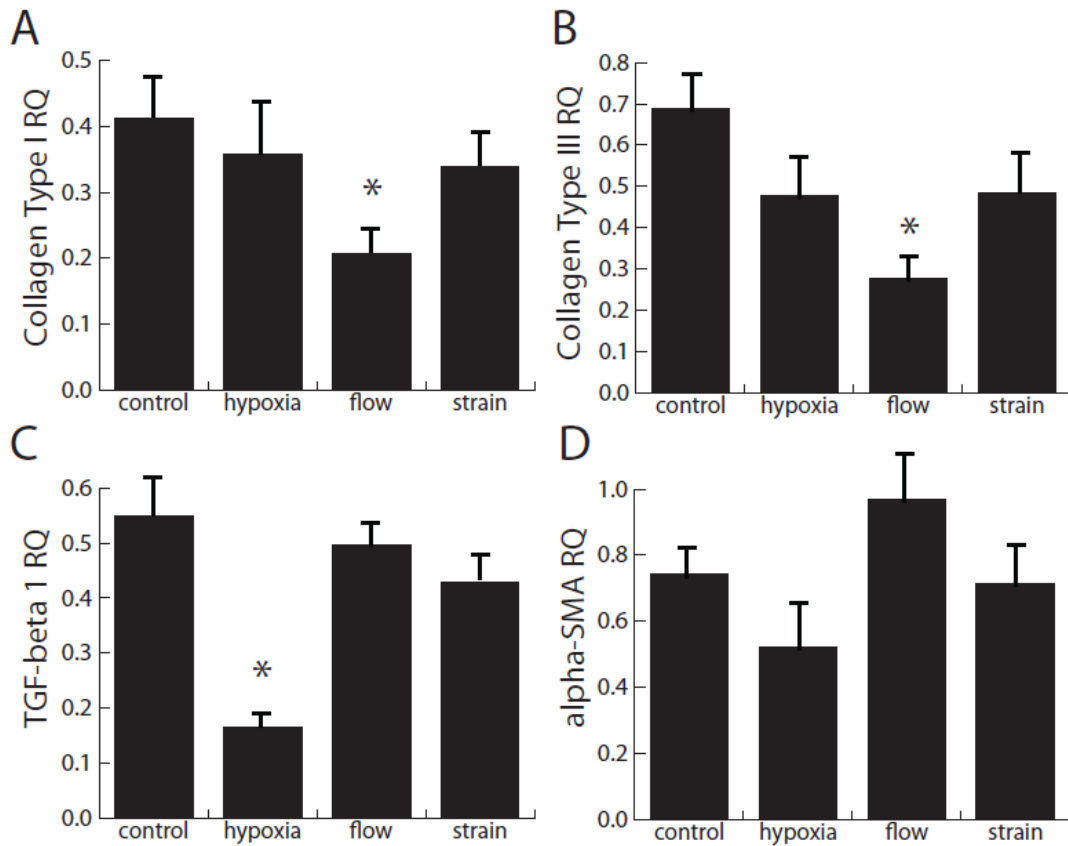 A
Collagen Type I RQ
0.5
0.4
0.3
0.2
0.1
0.0
*
control hypoxia flow strain
B
Collagen Type III RQ
0.8
0.7
0.6
0.5
0.4
0.3
0.2
0.1
0.0
*
control hypoxia flow strain
C
TGF-beta 1 RQ
0.6
0.5
0.4
0.3
0.2
0.1
0.0
*
control hypoxia flow strain
D
alpha-SMA RQ
1.0
0.8
0.6
0.4
0.2
0.0
control hypoxia flow strain